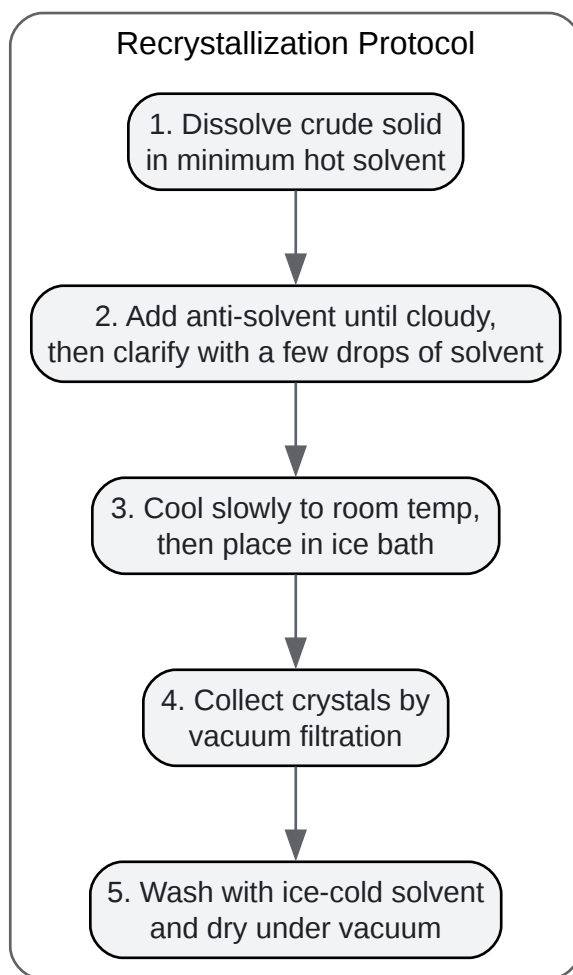 Recrystallization Protocol
1. Dissolve crude solid
in minimum hot solvent
2. Add anti-solvent until cloudy,
then clarify with a few drops of solvent
3. Cool slowly to room temp,
then place in ice bath
4. Collect crystals by
vacuum filtration
5. Wash with ice-cold solvent
and dry under vacuum